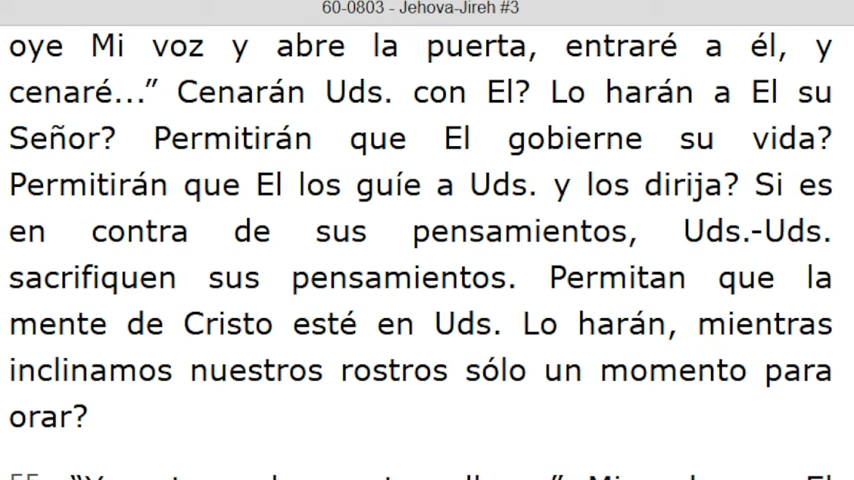 60-0803 - Jehova-Jireh #3
oye Mi voz y abre la puerta, entraré a él, y
cenaré...” Cenarán Uds. con El? Lo harán a El su
Señor? Permitirán que El gobierne su vida?
Permitirán que El los guíe a Uds. y los dirija? Si es
en contra de sus pensamientos, Uds.-Uds.
sacrifiquen sus pensamientos. Permitan que la
mente de Cristo esté en Uds. Lo harán, mientras
inclinamos nuestros rostros sólo un momento para
orar?